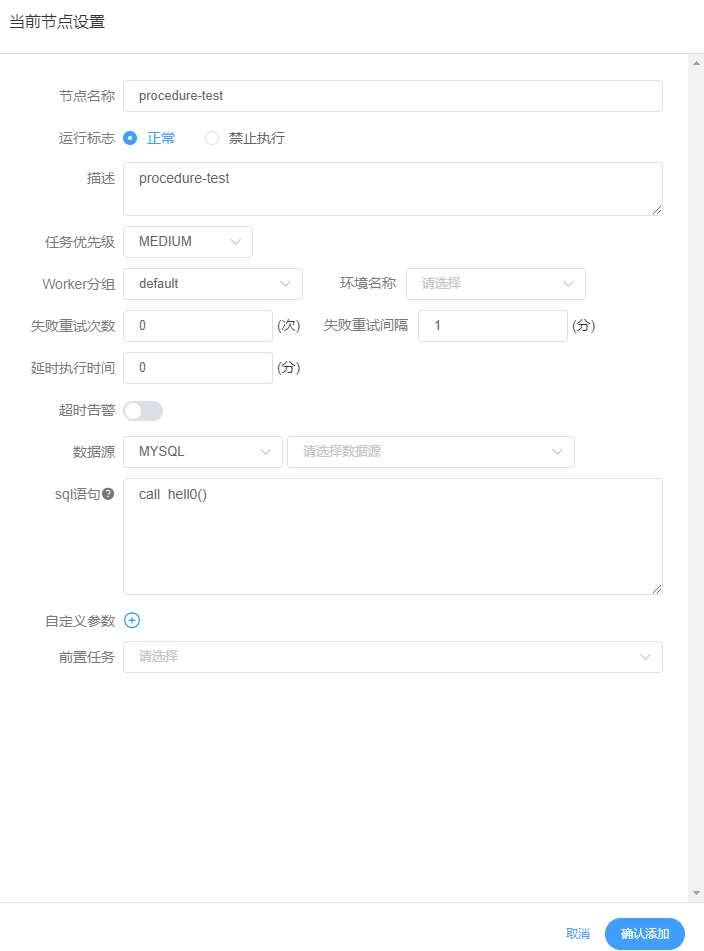 当前节点设置
节点名称 procedure-test
运行标志 正常 禁止执行
描述 procedure-test
任务优先级 MEDIUM
Worker分组 default 环境名称 请选择
失败重试次数 0 (次) 失败重试间隔 1 (分)
延时执行时间 0 (分)
超时告警
数据源 MYSQL 请选择数据源
sql语句 call hell0()
自定义参数
前置任务 请选择
取消 确认添加